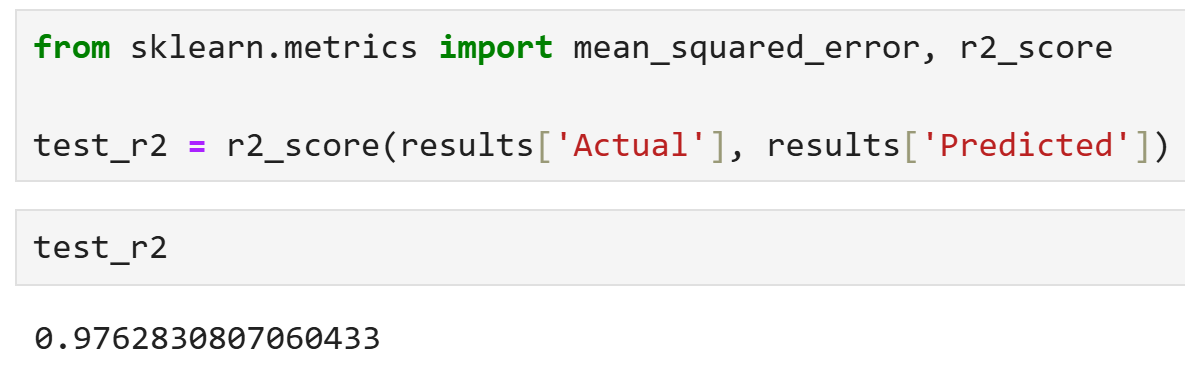 from sklearn.metrics import mean_squared_error, r2_score
test_r2 = r2_score(results['Actual'], results['Predicted'])
test_r2
0.9762830807060433